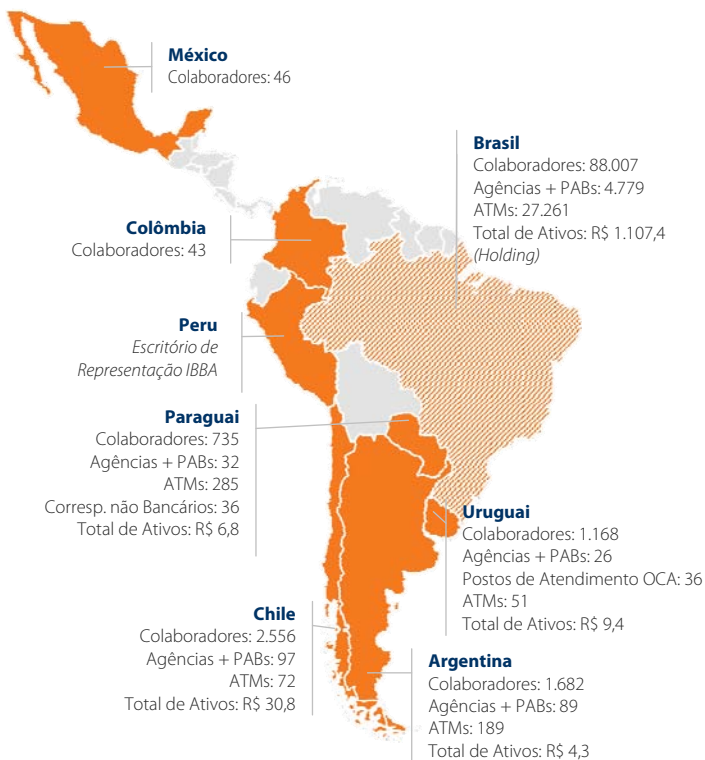 México
Colaboradores: 46
Brasil
Colaboradores: 88.007
Agências + PABs: 4.779
ATMs: 27.261
Total de Ativos: R$ 1.107,4
(Holding)
Colômbia
Colaboradores: 43
Peru
Escritório de
Representação IBBA
Paraguai
Colaboradores: 735
Agências + PABs: 32
ATMs: 285
Corresp. não Bancários: 36
Total de Ativos: R$ 6,8
Uruguai
Colaboradores: 1.168
Agências + PABs: 26
Postos de Atendimento OCA: 36
ATMs: 51
Total de Ativos: R$ 9,4
Chile
Colaboradores: 2.556
Agências + PABs: 97
ATMs: 72
Total de Ativos: R$ 30,8
Argentina
Colaboradores: 1.682
Agências + PABs: 89
ATMs: 189
Total de Ativos: R$ 4,3